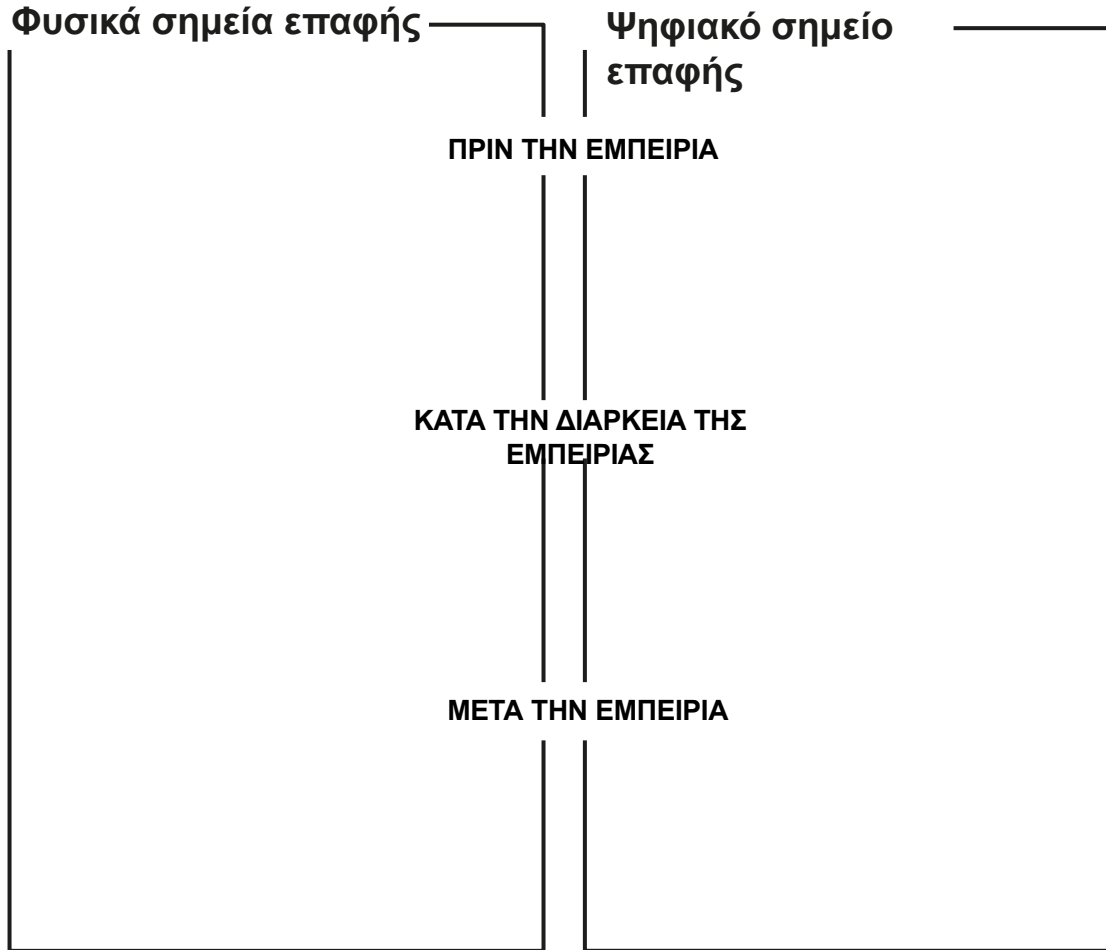 Φυσικά σημεία επαφής
Ψηφιακό σημείο
επαφής
ΠΡΙΝ ΤΗΝ ΕΜΠΕΙΡΙΑ
ΚΑΤΑ ΤΗΝ ΔΙΑΡΚΕΙΑ ΤΗΣ
ΕΜΠΕΙΡΙΑΣ
ΜΕΤΑ ΤΗΝ ΕΜΠΕΙΡΙΑ